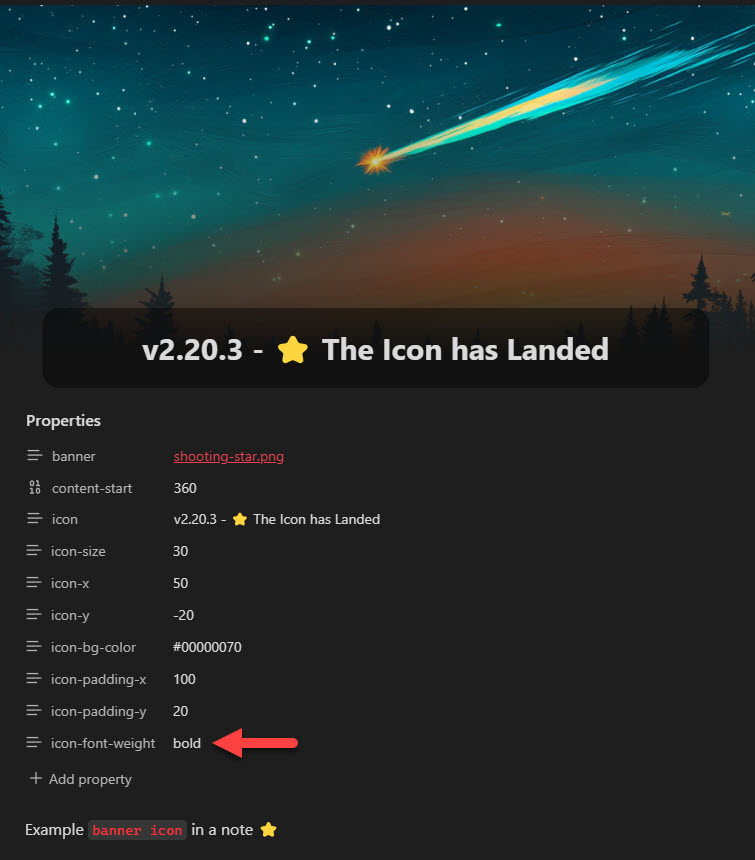 v2.20.3 - ⭐ The Icon has Landed
Properties
banner shooting-star.png
content-start 360
icon v2.20.3 - ⭐ The Icon has Landed
icon-size 30
icon-x 50
icon-y -20
icon-bg-color #00000070
icon-padding-x 100
icon-padding-y 20
icon-font-weight bold
+ Add property
Example banner icon in a note ⭐